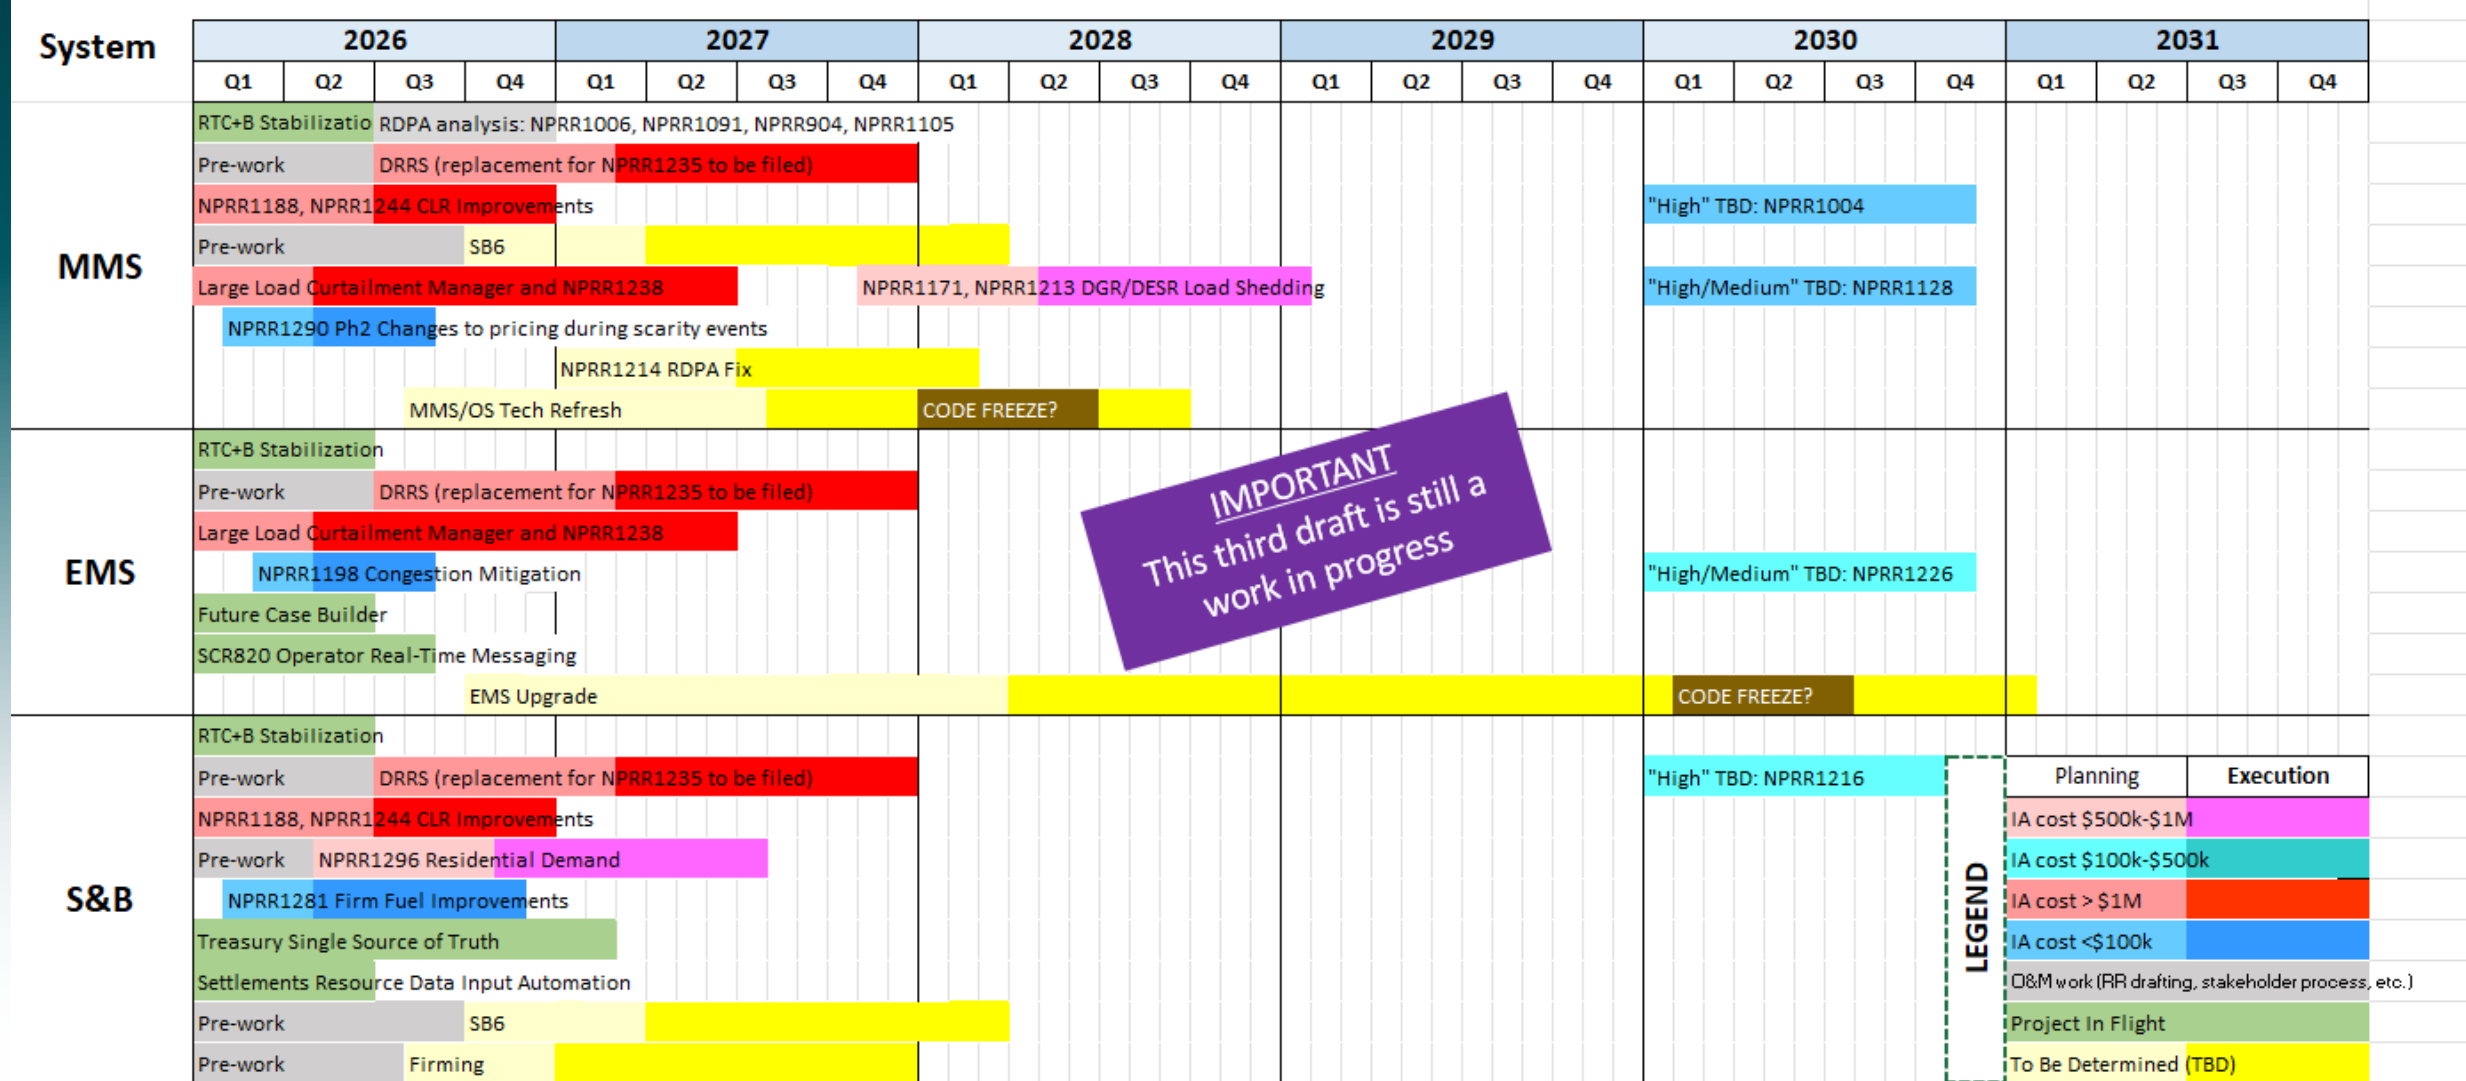 System 2026 2027 2028 2029 2030 2031
Q1 Q2 Q3 Q4 Q1 Q2 Q3 Q4 Q1 Q2 Q3 Q4 Q1 Q2 Q3 Q4 Q1 Q2 Q3 Q4 Q1 Q2 Q3 Q4
MMS
RTC+B Stabilizatio RDPA analysis: NPRR1006, NPRR1091, NPRR904, NPRR1105
Pre-work DRRS (replacement for NPRR1235 to be filed)
NPRR1188, NPRR1244 CLR Improvements "High" TBD: NPRR1004
Pre-work SB6
Large Load Curtailment Manager and NPRR1238 NPRR1171, NPRR1213 DGR/DESR Load Shedding "High/Medium" TBD: NPRR1128
NPRR1290 Ph2 Changes to pricing during scarity events
NPRR1214 RDPA Fix
MMS/OS Tech Refresh CODE FREEZE?
EMS
RTC+B Stabilization
Pre-work DRRS (replacement for NPRR1235 to be filed)
Large Load Curtailment Manager and NPRR1238
NPRR1198 Congestion Mitigation "High/Medium" TBD: NPRR1226
Future Case Builder
SCR820 Operator Real-Time Messaging
EMS Upgrade CODE FREEZE?
IMPORTANT
This third draft is still a
work in progress
S&B
RTC+B Stabilization
Pre-work DRRS (replacement for NPRR1235 to be filed) "High" TBD: NPRR1216
NPRR1188, NPRR1244 CLR Improvements
Pre-work NPRR1296 Residential Demand
NPRR1281 Firm Fuel Improvements
Treasury Single Source of Truth
Settlements Resource Data Input Automation
Pre-work SB6
Pre-work Firming
LEGEND
Planning Execution
IA cost $500k-$1M
IA cost $100k-$500k
IA cost > $1M
IA cost <$100k
O&M work (RR drafting, stakeholder process, etc.)
Project In Flight
To Be Determined (TBD)